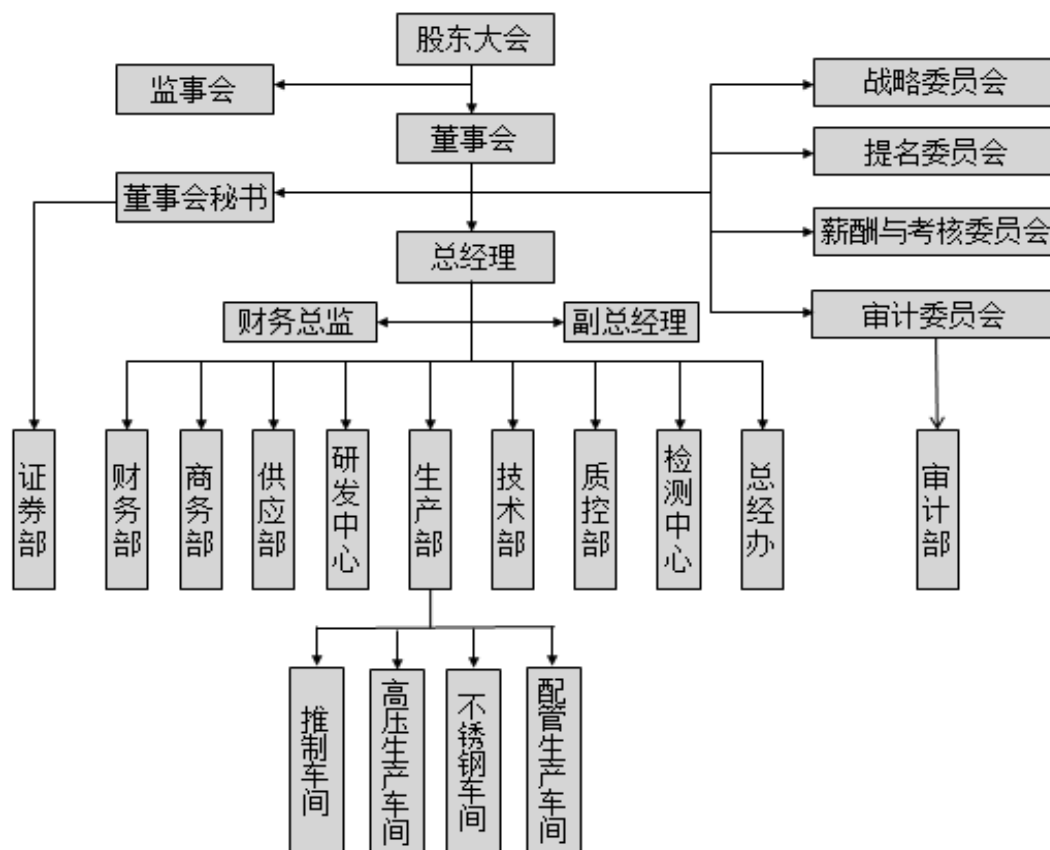 股东大会
监事会
战略委员会
董事会
提名委员会
董事会秘书
薪酬与考核委员会
总经理
财务总监
副总经理
审计委员会
证券部
财务部
商务部
供应部
研发中心
生产部
技术部
质控部
检测中心
总经办
审计部
推制车间
高压生产车间
不锈钢车间
配管生产车间